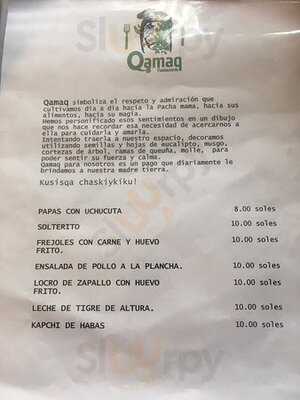 Qamaq
Qamaq simboliza el respeto y admiración que
cultivamos dia a dia hacia la Pacha mama, hacia sus
alimentos, hacia su magia.
Hemos personificado esos sentimientos en un dibujo
que nos hace recordar la necesidad de acercarnos a
ella para cuidarla y amarla.
Intentando traerla a nuestro espacio, decoramos
utilizando semillas y hojas de eucalipto, musgo,
cortezas de árbol, ramas de queuña, molle, para
poder sentir su fuerza y calma.
Qamaq para nosotros es un pago que diariamente le
brindamos a nuestra madre tierra.
Kusisqa chaskiykiku!
PAPAS CON UCHUCUTA 8.00 soles
SOLTERITO 10.00 soles
FREJOLES CON CARNE Y HUEVO 10.00 soles
FRITO.
ENSALADA DE POLLO A LA PLANCHA. 10.00 soles
LOCRO DE ZAPALLO CON HUEVO 10.00 soles
FRITO.
LECHE DE TIGRE DE ALTURA. 10.00 soles
KAPCHI DE HABAS 10.00 soles